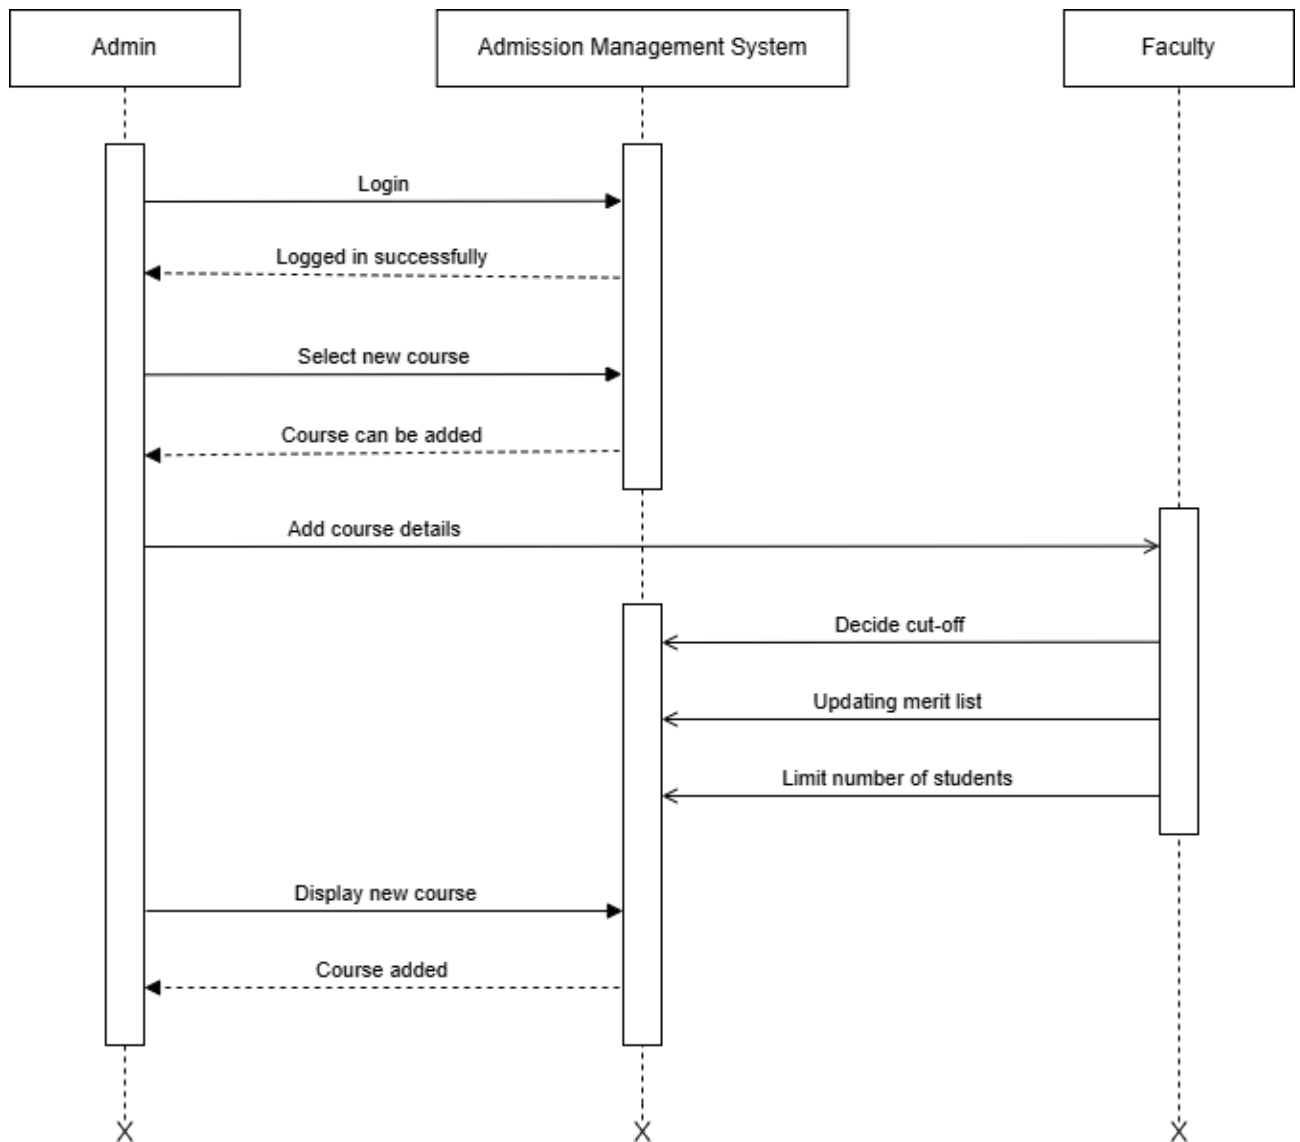 Admin
Admission Management System
Faculty
Login
Logged in successfully
Select new course
Course can be added
Add course details
Decide cut-off
Updating merit list
Limit number of students
Display new course
Course added
X
X
X